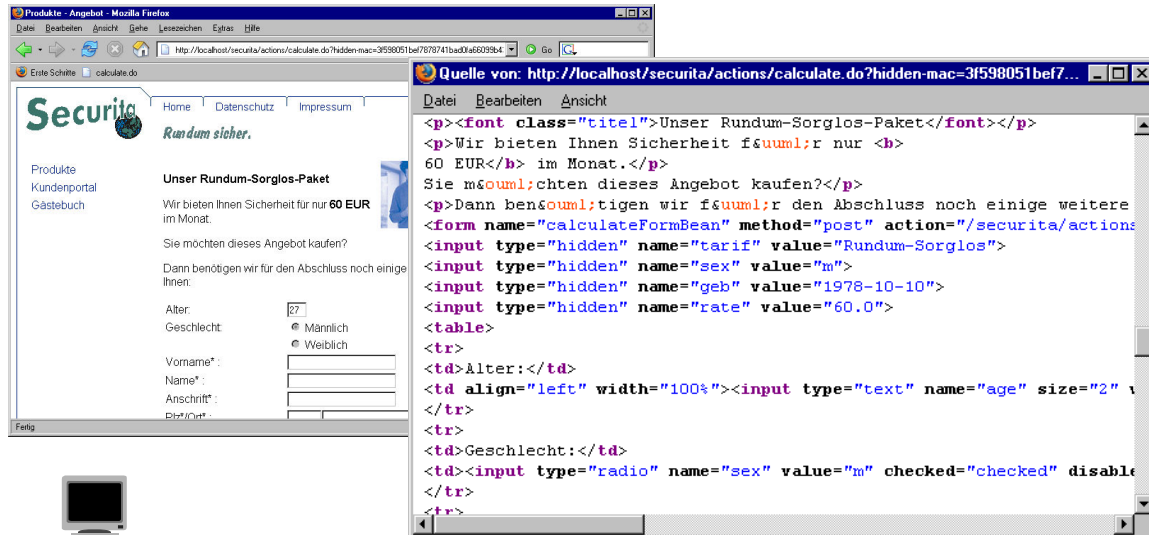 Produkte - Angebot - Mozilla Firefox
Datei Bearbeiten Ansicht Gehe Lesezeichen Extras Hilfe
http://localhost/securita/actions/calculate.do?hidden-mac=3f598051bef7878741bad0fa66099b4 Go
Erste Schritte calculate.do
Securita
Home Datenschutz Impressum
Rundum sicher.
Produkte
Kundenportal
Gästebuch
Unser Rundum-Sorglos-Paket
Wir bieten Ihnen Sicherheit für nur 60 EUR
im Monat.
Sie möchten dieses Angebot kaufen?
Dann benötigen wir für den Abschluss noch einige
Ihnen:
Alter: 27
Geschlecht: Männlich
Weiblich
Vorname* :
Name* :
Anschrift* :
Plz*/Ort* :
Fertig
Quelle von: http://localhost/securita/actions/calculate.do?hidden-mac=3f598051bef7...
Datei Bearbeiten Ansicht
<p><font class="titel">Unser Rundum-Sorglos-Paket</font></p>
<p>Wir bieten Ihnen Sicherheit f&uuml;r nur <b>
60 EUR</b> im Monat.</p>
Sie m&ouml;chten dieses Angebot kaufen?</p>
<p>Dann ben&ouml;tigen wir f&uuml;r den Abschluss noch einige weitere
<form name="calculateFormBean" method="post" action="/securita/actions
<input type="hidden" name="tarif" value="Rundum-Sorglos">
<input type="hidden" name="sex" value="m">
<input type="hidden" name="geb" value="1978-10-10">
<input type="hidden" name="rate" value="60.0">
<table>
<tr>
<td>Alter:</td>
<td align="left" width="100%"><input type="text" name="age" size="2" v
</tr>
<tr>
<td>Geschlecht:</td>
<td><input type="radio" name="sex" value="m" checked="checked" disable
</tr>
<tr>